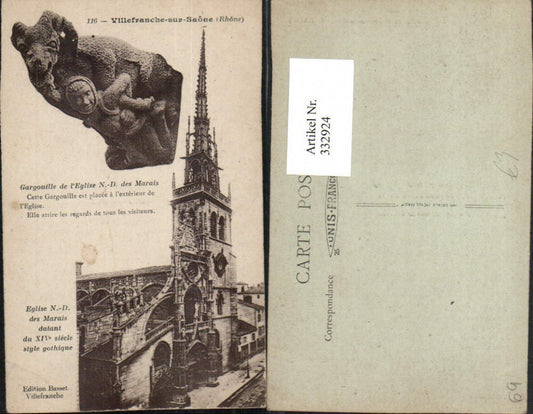 116 — Villefranche-sur-Saône (Rhône)
Gargouille de l'Eglise N.-D. des Marais
Cette Gargouille est placée à l'extérieur de
l'Eglise.
Elle attire les regards de tous les visiteurs.
Eglise N.-D.
des Marais
datant
du XIVe siècle
style gothique
Edition Basset
Villefranche
Artikel Nr.
332924
CARTE POS
Correspondance
69